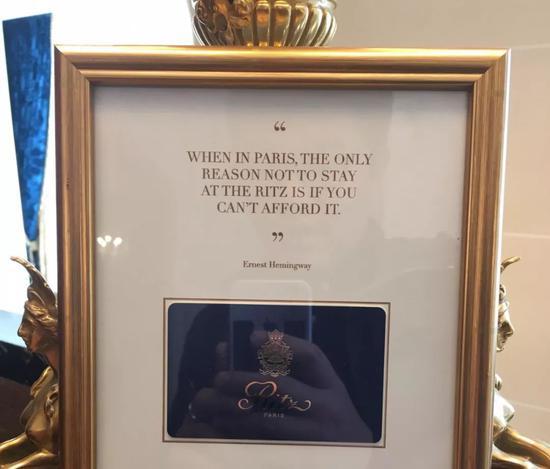 “
WHEN IN PARIS, THE ONLY
REASON NOT TO STAY
AT THE RITZ IS IF YOU
CAN'T AFFORD IT.
”
Ernest Hemingway
Ritz
PARIS